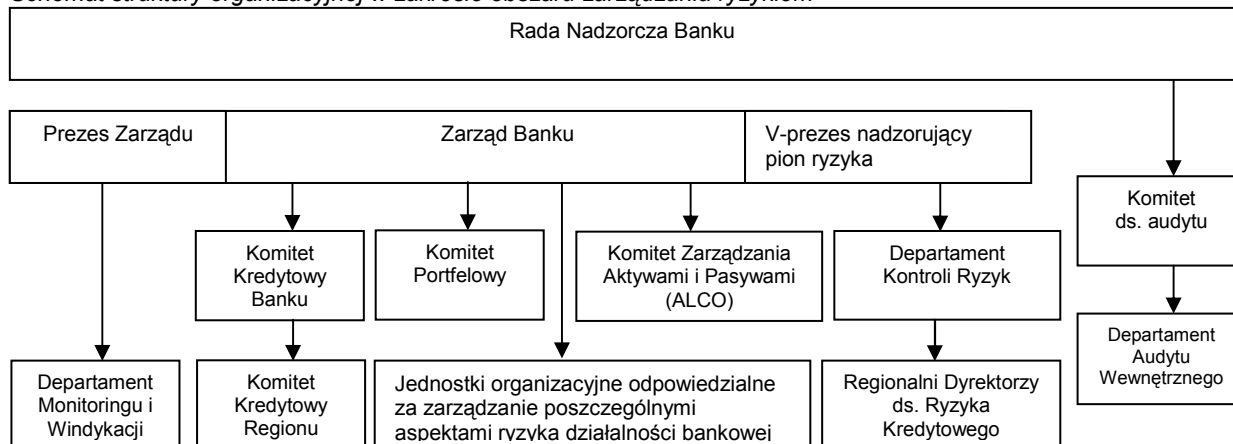 Schemat struktury organizacyjnej w zakresie obszaru zarządzania ryzykiem
Rada Nadzorcza Banku
Prezes Zarządu
Zarząd Banku
V-prezes nadzorujący
pion ryzyka
Komitet
ds. audytu
Komitet
Kredytowy
Banku
Komitet
Portfelowy
Komitet Zarządzania
Aktywami i Pasywami
(ALCO)
Departament
Kontroli Ryzyk
Departament
Audytu
Wewnętrznego
Departament
Monitoringu i
Windykacji
Komitet
Kredytowy
Regionu
Jednostki organizacyjne odpowiedzialne
za zarządzanie poszczególnymi
aspektami ryzyka działalności bankowej
Regionalni Dyrektorzy
ds. Ryzyka
Kredytowego